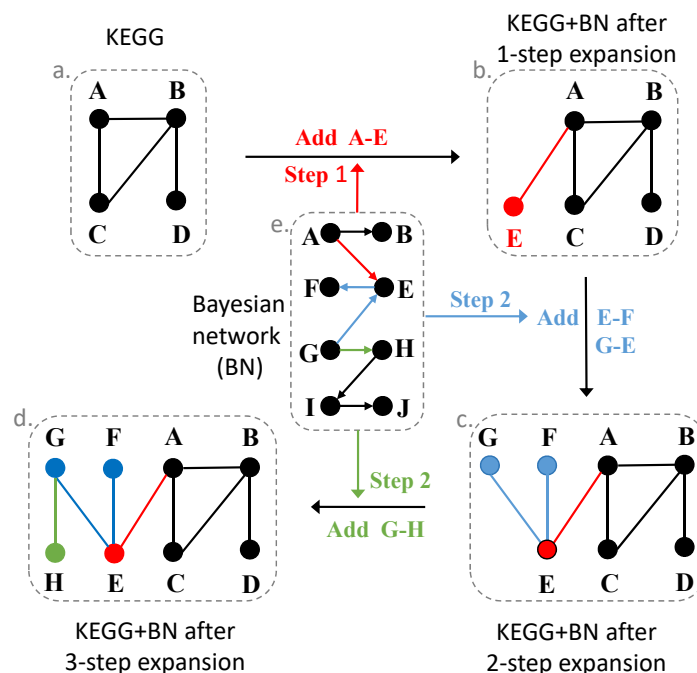 KEGG
KEGG+BN after
1-step expansion
a.
A B
C D
Add A-E
Step 1
b.
A B
E C D
e.
A B
F E
G H
I J
Bayesian
network
(BN)
Step 2
Add E-F
G-E
d.
G F A B
H E C D
Step 2
Add G-H
c.
G F A B
E C D
KEGG+BN after
3-step expansion
KEGG+BN after
2-step expansion